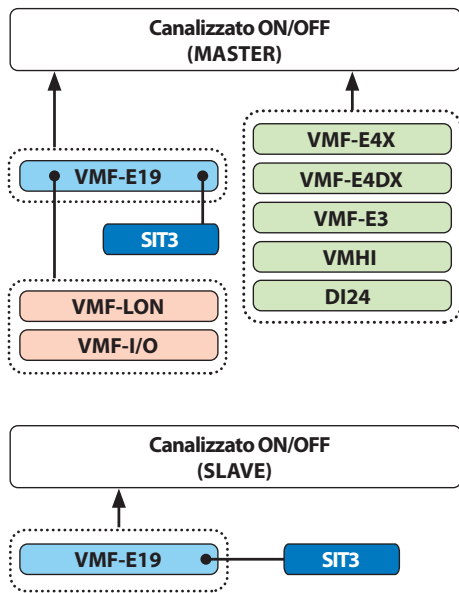 Canalizzato ON/OFF
(MASTER)
VMF-E19
SIT3
VMF-LON
VMF-I/O
VMF-E4X
VMF-E4DX
VMF-E3
VMHI
DI24
Canalizzato ON/OFF
(SLAVE)
VMF-E19
SIT3